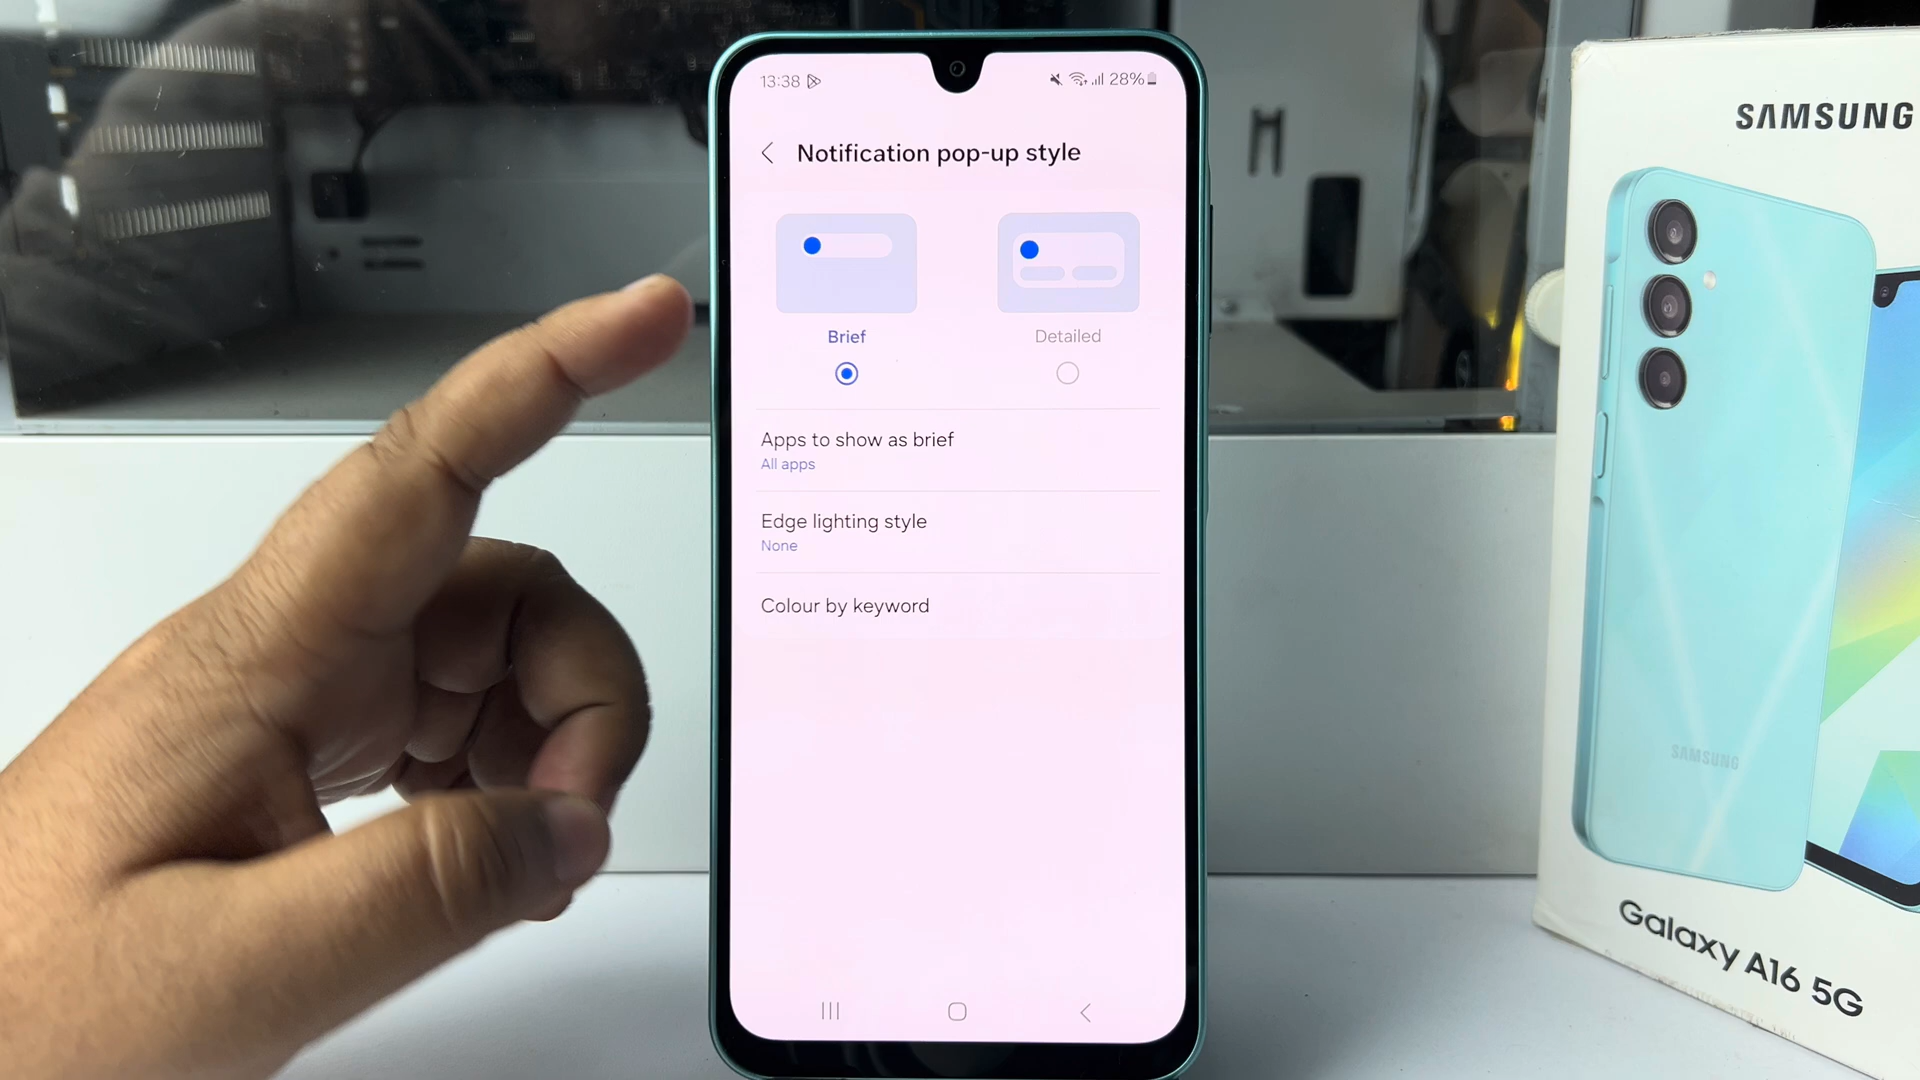 13:38
28%
Notification pop-up style
Brief
Detailed
Apps to show as brief
All apps
Edge lighting style
None
Colour by keyword
SAMSUNG
SAMSUNG
Galaxy A16 5G